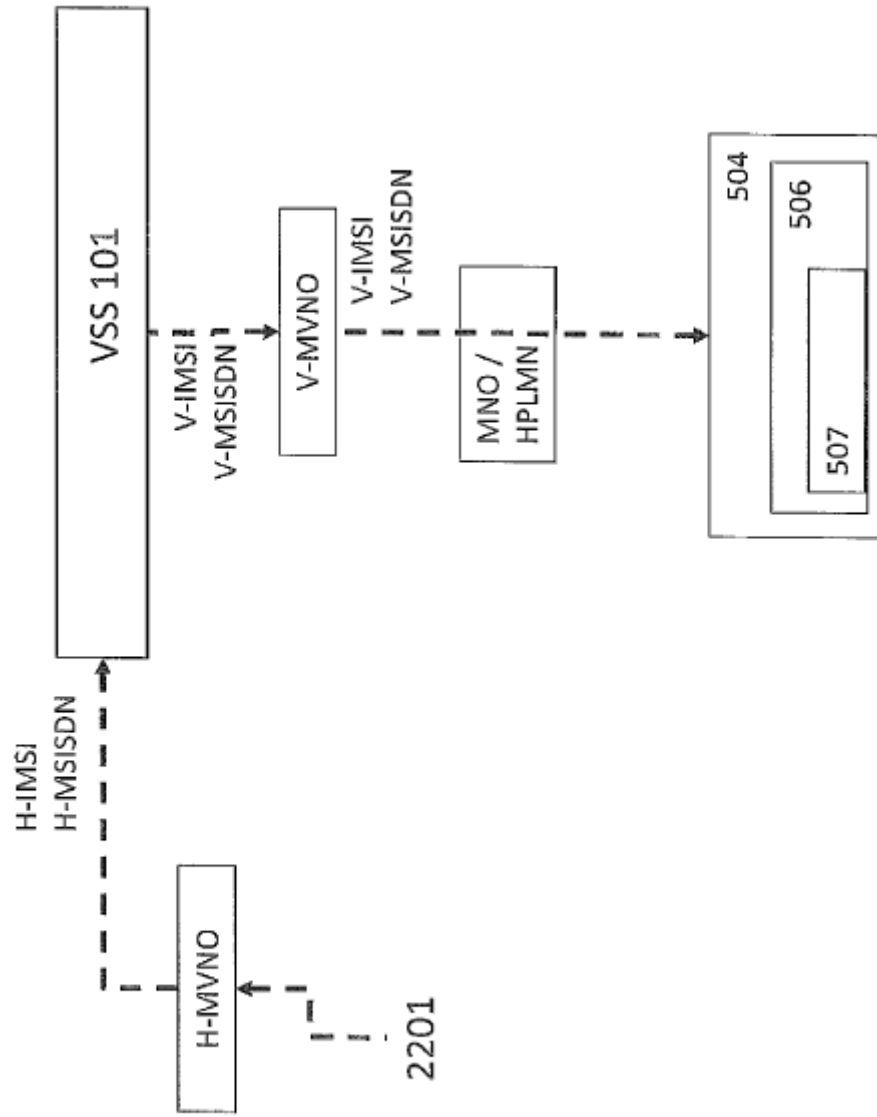 H-IMSI
H-MSISDN
VSS 101
V-IMSI
V-MSISDN
H-MVNO
V-MVNO
V-IMSI
V-MSISDN
2201
MNO /
HPLMN
504
506
507